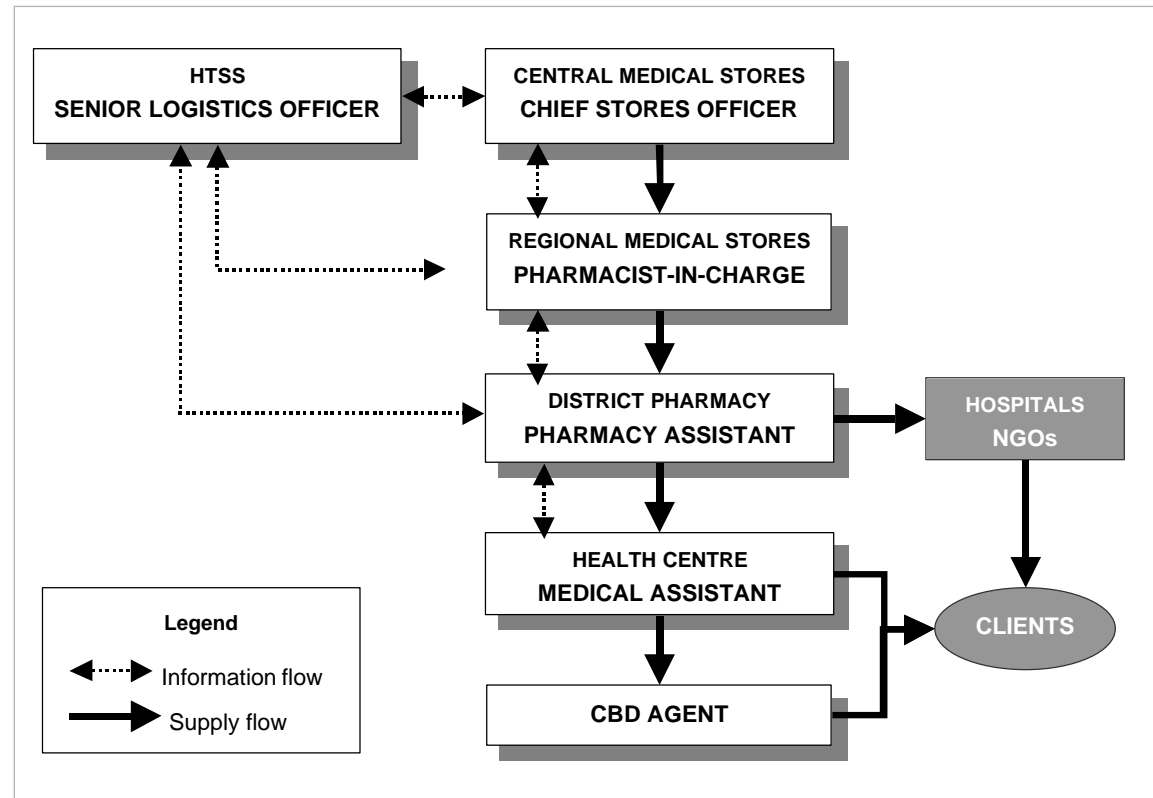 HTSS
SENIOR LOGISTICS OFFICER
CENTRAL MEDICAL STORES
CHIEF STORES OFFICER
REGIONAL MEDICAL STORES
PHARMACIST-IN-CHARGE
DISTRICT PHARMACY
PHARMACY ASSISTANT
HOSPITALS
NGOs
HEALTH CENTRE
MEDICAL ASSISTANT
CLIENTS
CBD AGENT
Legend
Information flow
Supply flow